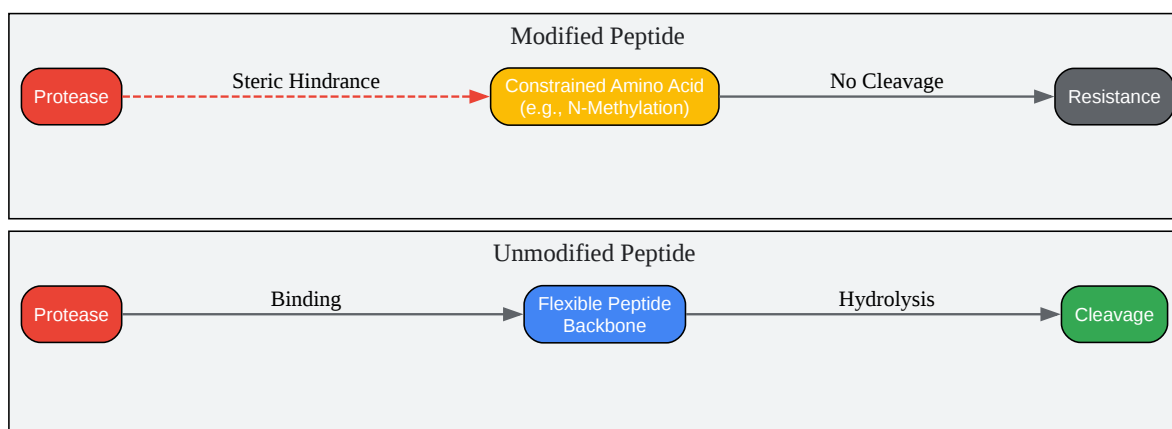 Modified Peptide
Protease
Steric Hindrance
Constrained Amino Acid
(e.g., N-Methylation)
No Cleavage
Resistance
Unmodified Peptide
Protease
Binding
Flexible Peptide
Backbone
Hydrolysis
Cleavage